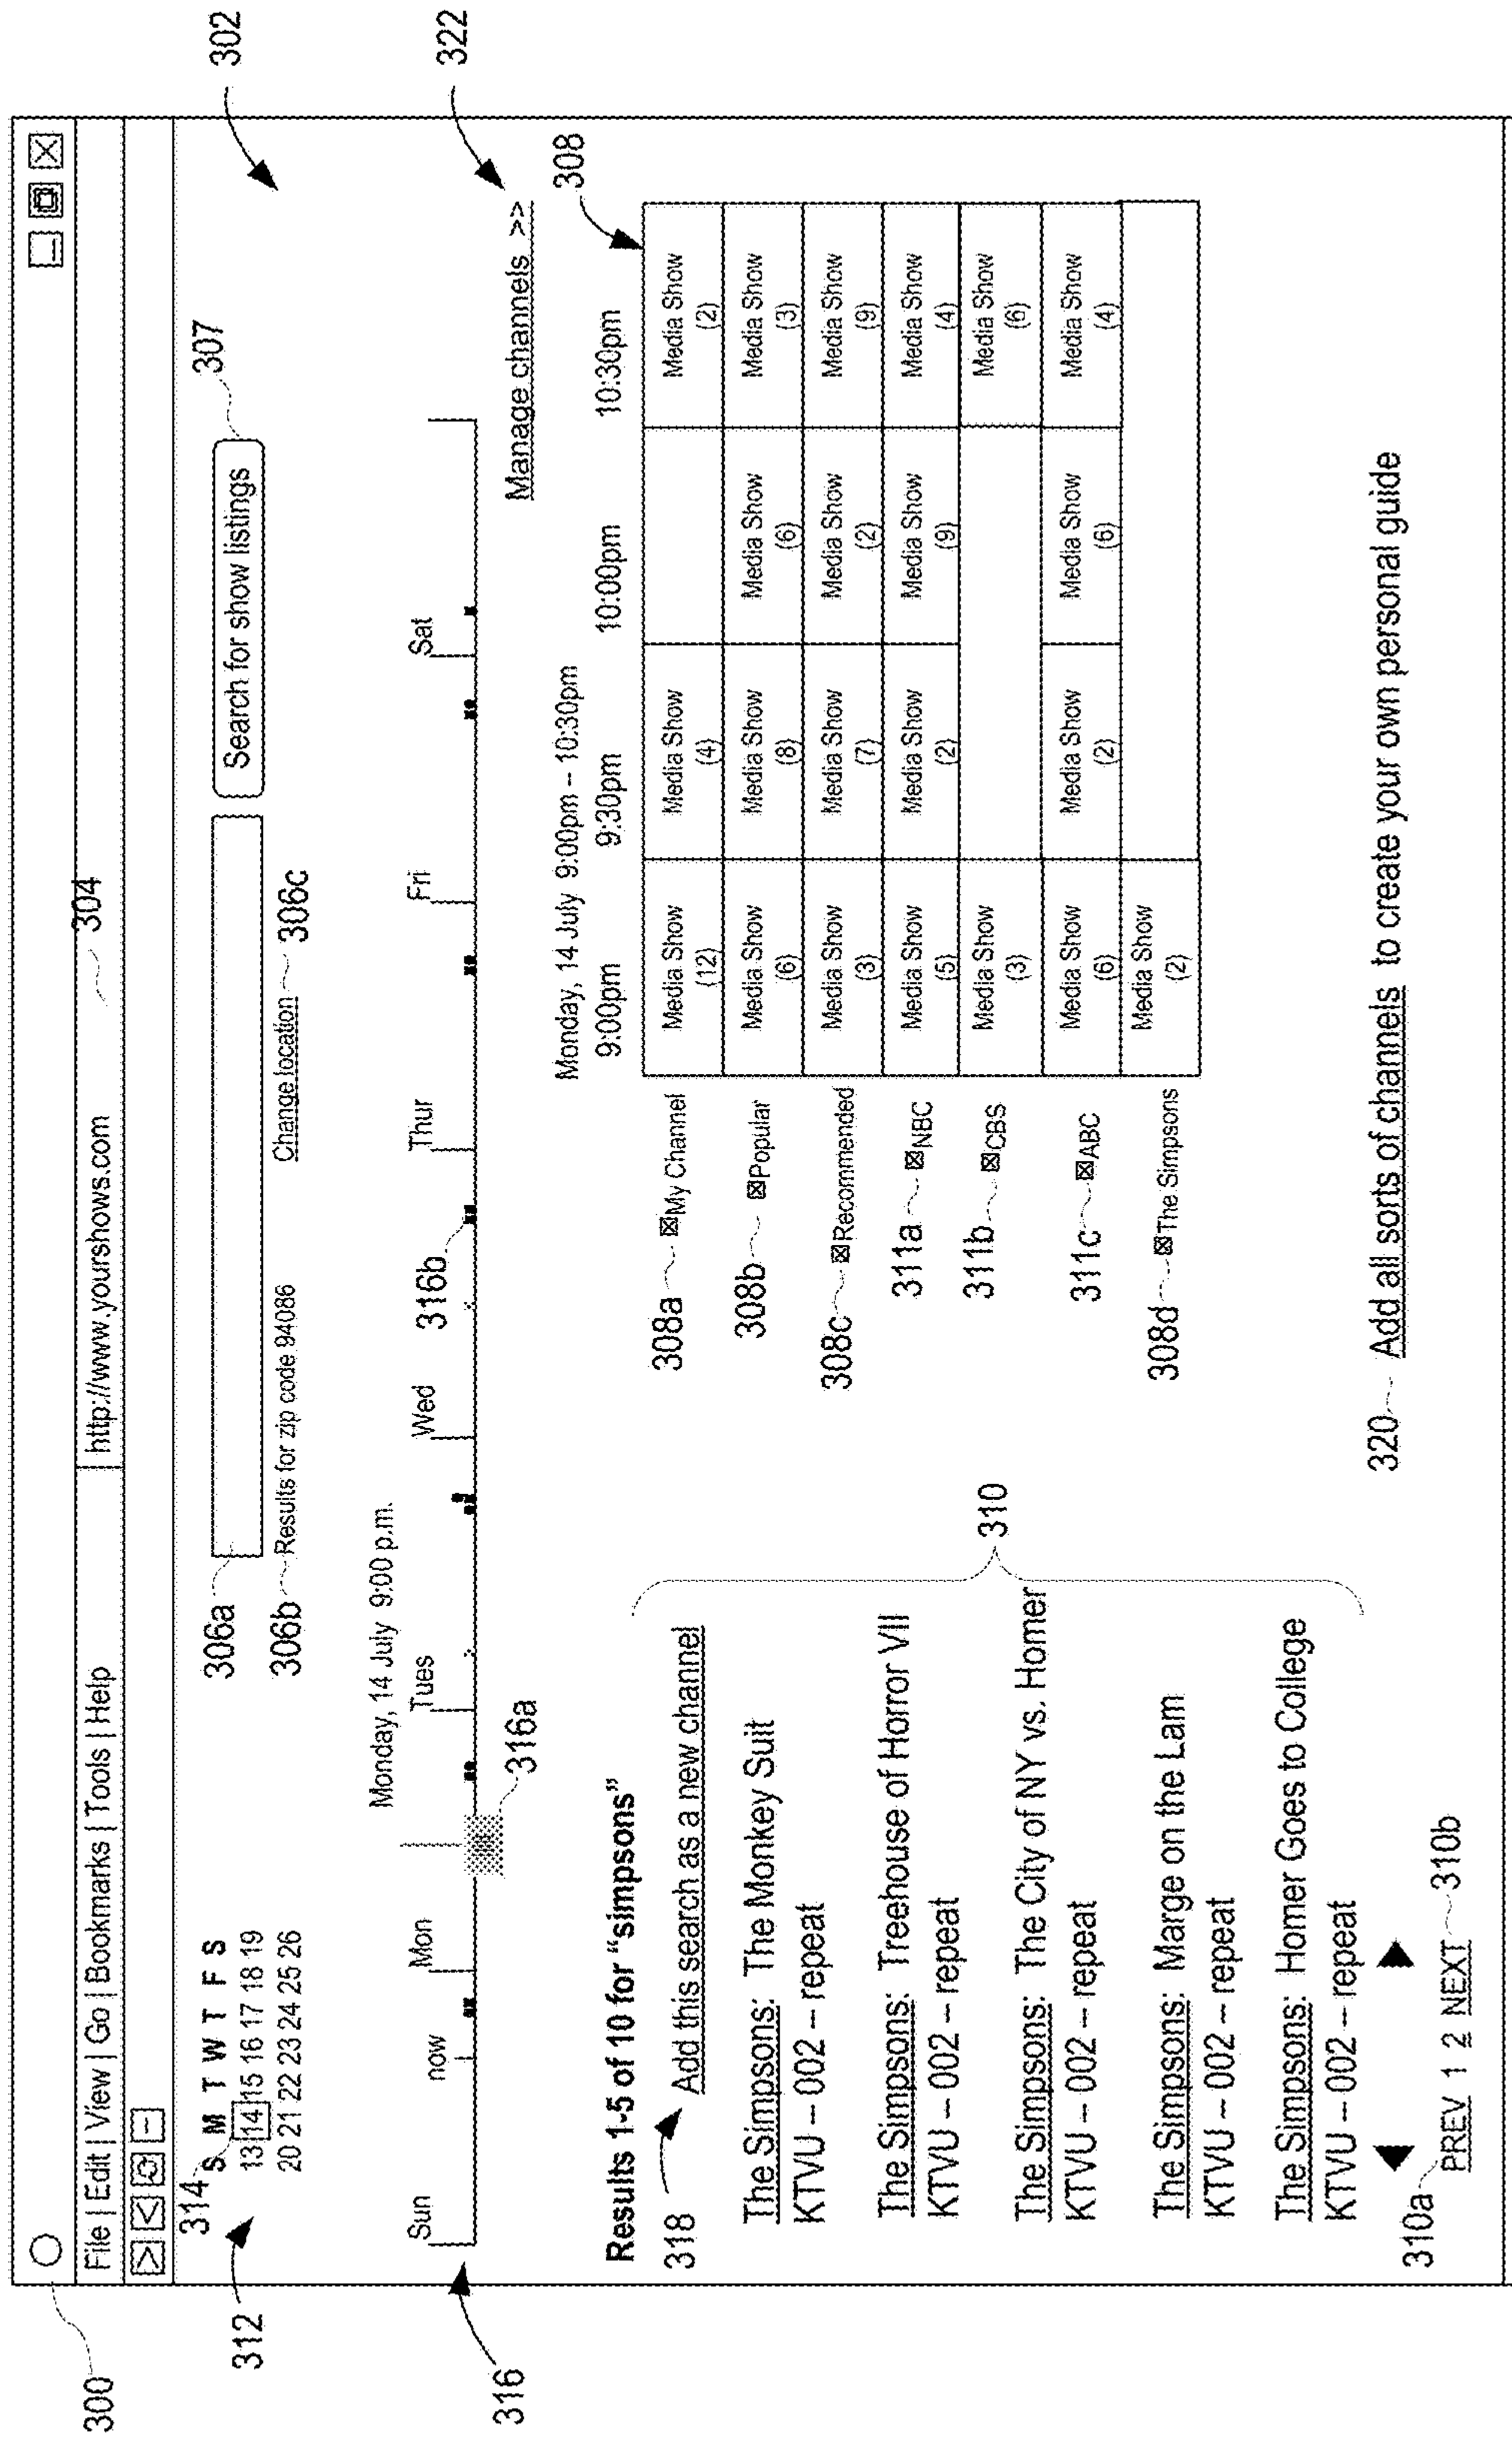 300
302
304
File | Edit | View | Go | Bookmarks | Tools | Help
http://www.yourshows.com
314
312
S M T W T F S
13 14 15 16 17 18 19
20 21 22 23 24 25 26
306a
Search for show listings
307
306b
Results for zip code 94086
Change location
306c
Monday, 14 July 9:00 p.m.
316
Sun
now
Mon
Tues
Wed
Thur
Fri
Sat
316a
316b
Manage channels >>
322
Results 1-5 of 10 for “simpsons”
318
Add this search as a new channel
The Simpsons: The Monkey Suit
KTVU – 002 – repeat
The Simpsons: Treehouse of Horror VII
KTVU – 002 – repeat
The Simpsons: The City of NY vs. Homer
KTVU – 002 – repeat
The Simpsons: Marge on the Lam
KTVU – 002 – repeat
The Simpsons: Homer Goes to College
KTVU – 002 – repeat
310
310a
PREV 1 2 NEXT
310b
Monday, 14 July 9:00pm – 10:30pm
308
9:00pm 9:30pm 10:00pm 10:30pm
308a My Channel
Media Show Media Show Media Show
(12) (4) (2)
308b Popular
Media Show Media Show Media Show Media Show
(6) (8) (6) (3)
308c Recommended
Media Show Media Show Media Show Media Show
(3) (7) (2) (9)
311a NBC
Media Show Media Show Media Show Media Show
(5) (2) (9) (4)
311b CBS
Media Show Media Show
(3) (6)
311c ABC
Media Show Media Show Media Show Media Show
(6) (2) (6) (4)
308d The Simpsons
Media Show
(2)
320
Add all sorts of channels to create your own personal guide